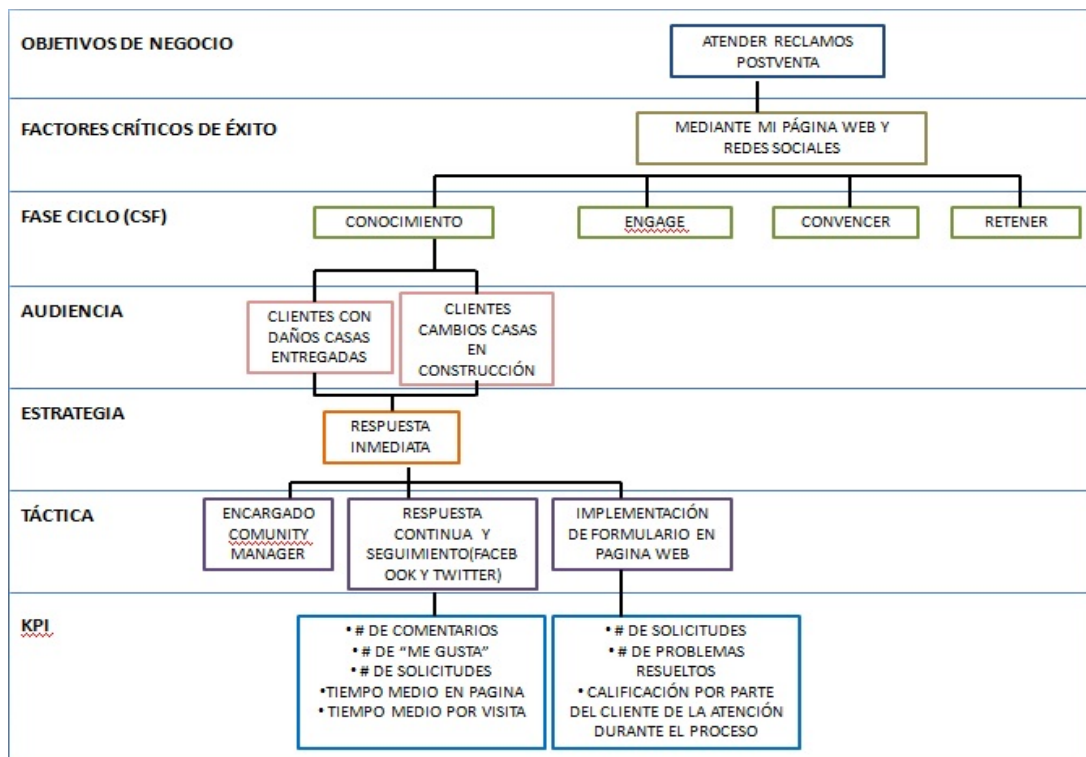 OBJETIVOS DE NEGOCIO
ATENDER RECLAMOS
POSTVENTA
FACTORES CRÍTICOS DE ÉXITO
MEDIANTE MI PÁGINA WEB Y
REDES SOCIALES
FASE CICLO (CSF)
CONOCIMIENTO
ENGAGE
CONVENCER
RETENER
AUDIENCIA
CLIENTES CON
DAÑOS CASAS
ENTREGADAS
CLIENTES
CAMBIOS CASAS
EN
CONSTRUCCIÓN
ESTRATEGIA
RESPUESTA
INMEDIATA
TÁCTICA
ENCARGADO
COMUNITY
MANAGER
RESPUESTA
CONTINUA Y
SEGUIMIENTO(FACEB
OOK Y TWITTER)
IMPLEMENTACIÓN
DE FORMULARIO EN
PAGINA WEB
KPI
• # DE COMENTARIOS
• # DE “ME GUSTA”
• # DE SOLICITUDES
•TIEMPO MEDIO EN PAGINA
• TIEMPO MEDIO POR VISITA
• # DE SOLICITUDES
• # DE PROBLEMAS
RESUELTOS
• CALIFICACIÓN POR PARTE
DEL CLIENTE DE LA ATENCIÓN
DURANTE EL PROCESO